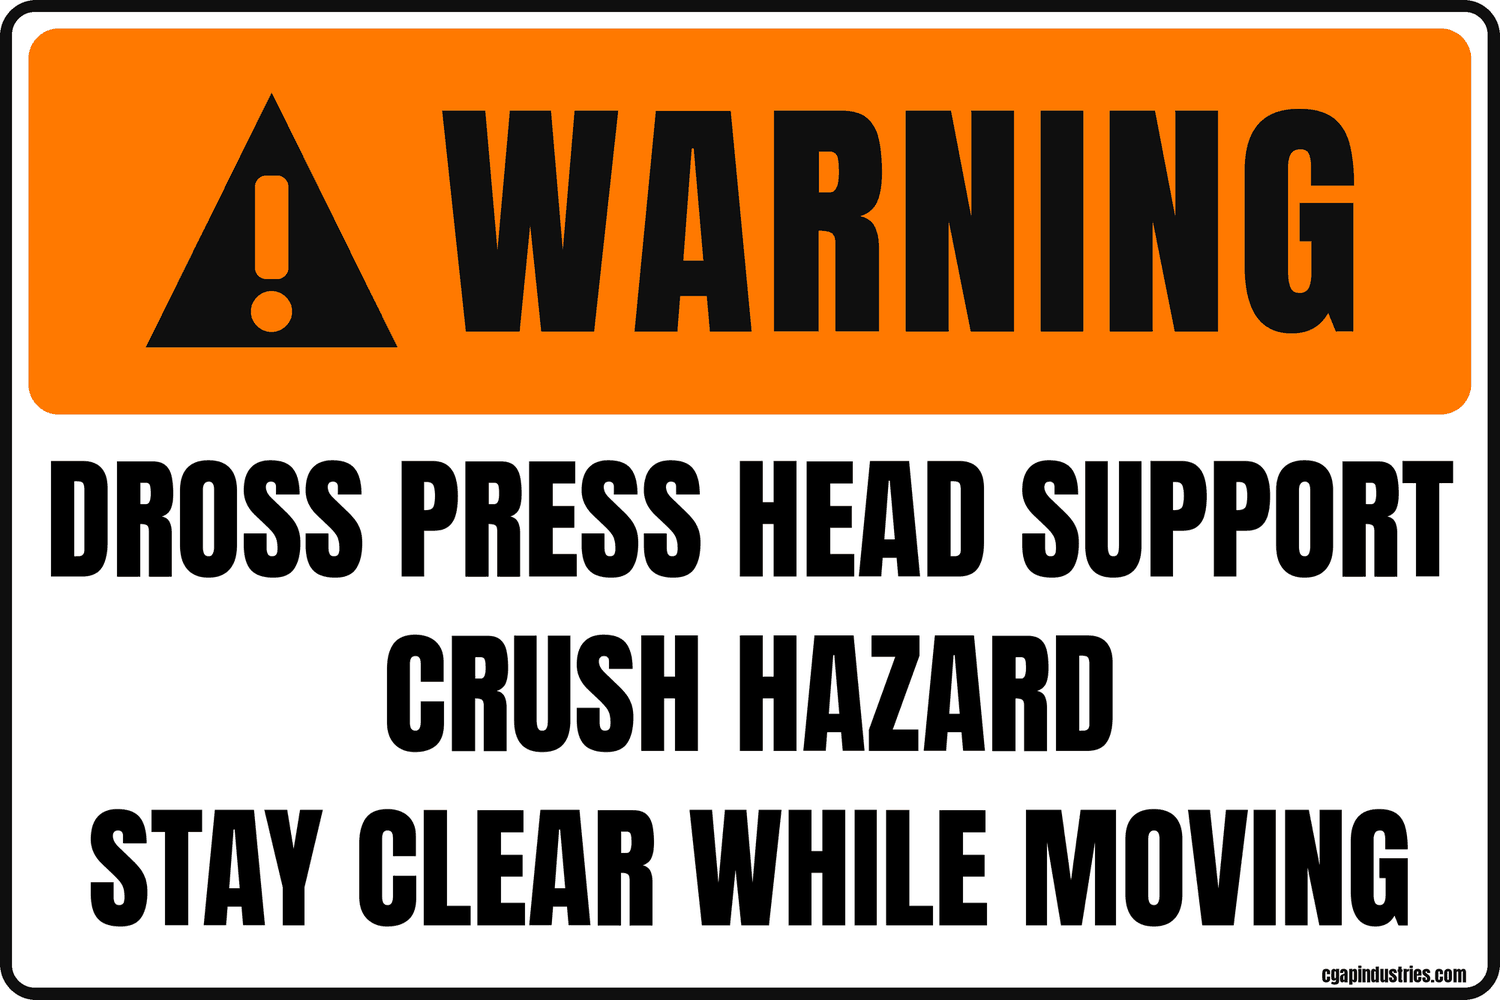 WARNING
DROSS PRESS HEAD SUPPORT
CRUSH HAZARD
STAY CLEAR WHILE MOVING
cgapindustries.com